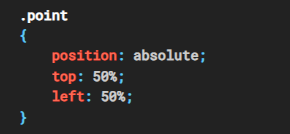 .point
{
    position: absolute;
    top: 50%;
    left: 50%;
}